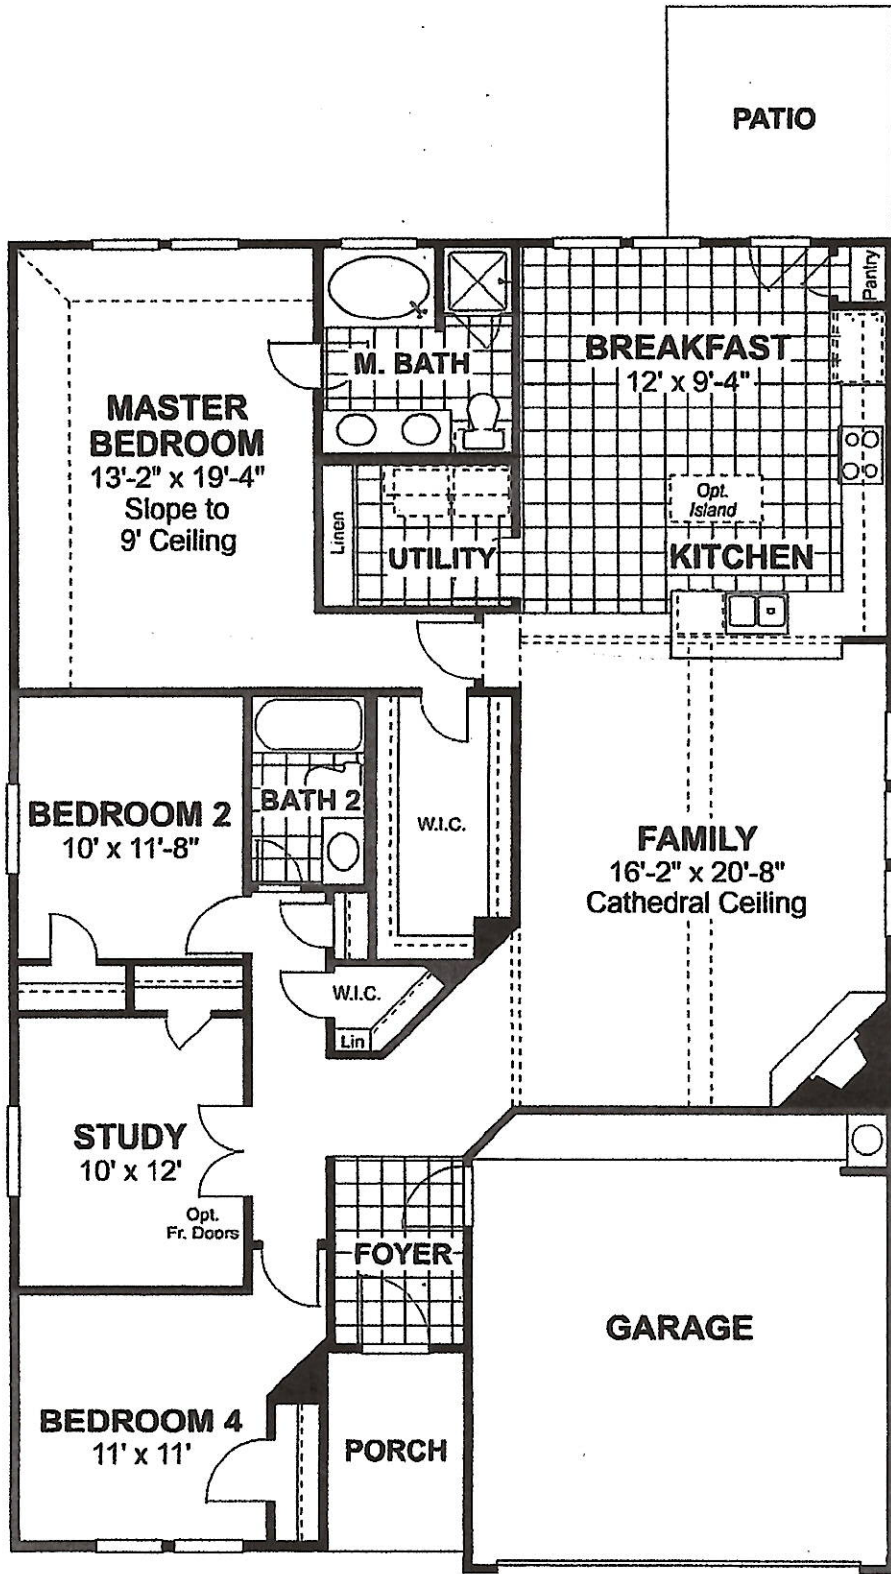 PATIO
Pantry
BREAKFAST
12' x 9'-4"
M. BATH
MASTER
BEDROOM
13'-2" x 19'-4"
Slope to
9' Ceiling
Opt.
Island
Linen
UTILITY
KITCHEN
BEDROOM 2
10' x 11'-8"
BATH 2
W.I.C.
FAMILY
16'-2" x 20'-8"
Cathedral Ceiling
W.I.C.
Lin
STUDY
10' x 12'
Opt.
Fr. Doors
FOYER
GARAGE
BEDROOM 4
11' x 11'
PORCH